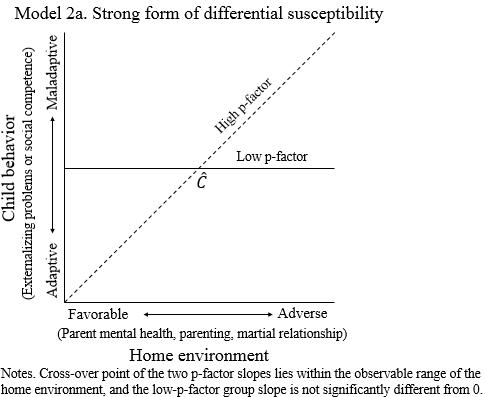 Model 2a. Strong form of differential susceptibility
Child behavior
(Externalizing problems or social competence)
Adaptive
Maladaptive
High p-factor
Low p-factor
Ĉ
Favorable
Adverse
(Parent mental health, parenting, martial relationship)
Home environment
Notes. Cross-over point of the two p-factor slopes lies within the observable range of the
home environment, and the low-p-factor group slope is not significantly different from 0.